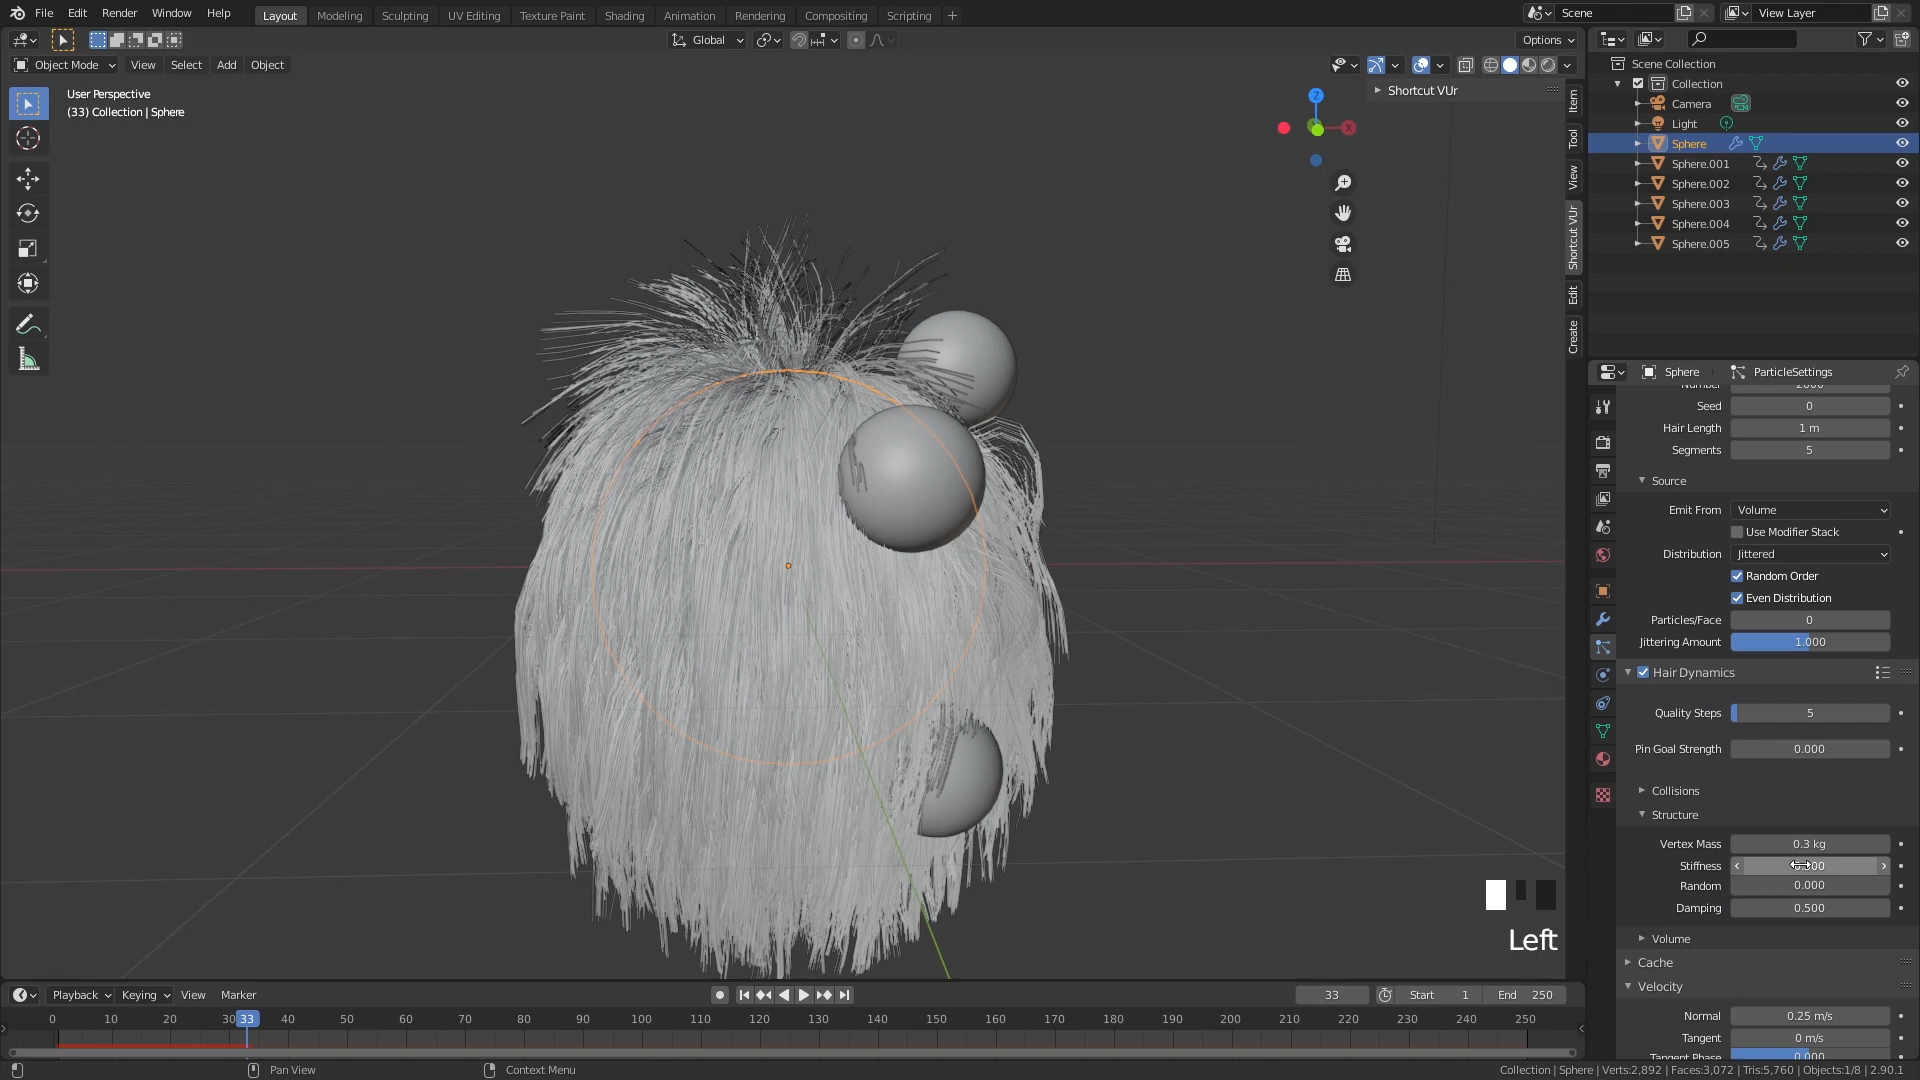 File Edit Render Window Help
Layout Modeling Sculpting UV Editing Texture Paint Shading Animation Rendering Compositing Scripting +
Scene View Layer
Global Options
Object Mode View Select Add Object
User Perspective
(33) Collection | Sphere
Z
X
Shortcut VUr
Item
Tool
View
Shortcut VUr
Edit
Create
Scene Collection
Collection
Camera
Light
Sphere
Sphere.001
Sphere.002
Sphere.003
Sphere.004
Sphere.005
Sphere ParticleSettings
Number 2000
Seed 0
Hair Length 1 m
Segments 5
Source
Emit From Volume
Use Modifier Stack
Distribution Jittered
Random Order
Even Distribution
Particles/Face 0
Jittering Amount 1.000
Hair Dynamics
Quality Steps 5
Pin Goal Strength 0.000
Collisions
Structure
Vertex Mass 0.3 kg
Stiffness
Random 0.000
Damping 0.500
Volume
Cache
Velocity
Normal 0.25 m/s
Tangent 0 m/s
Tangent Phase 0.000
Left
Playback Keying View Marker
33 Start 1 End 250
0 10 20 30 33 40 50 60 70 80 90 100 110 120 130 140 150 160 170 180 190 200 210 220 230 240 250
Pan View Context Menu
Collection | Sphere | Verts:2,892 | Faces:3,072 | Tris:5,760 | Objects:1/8 | 2.90.1